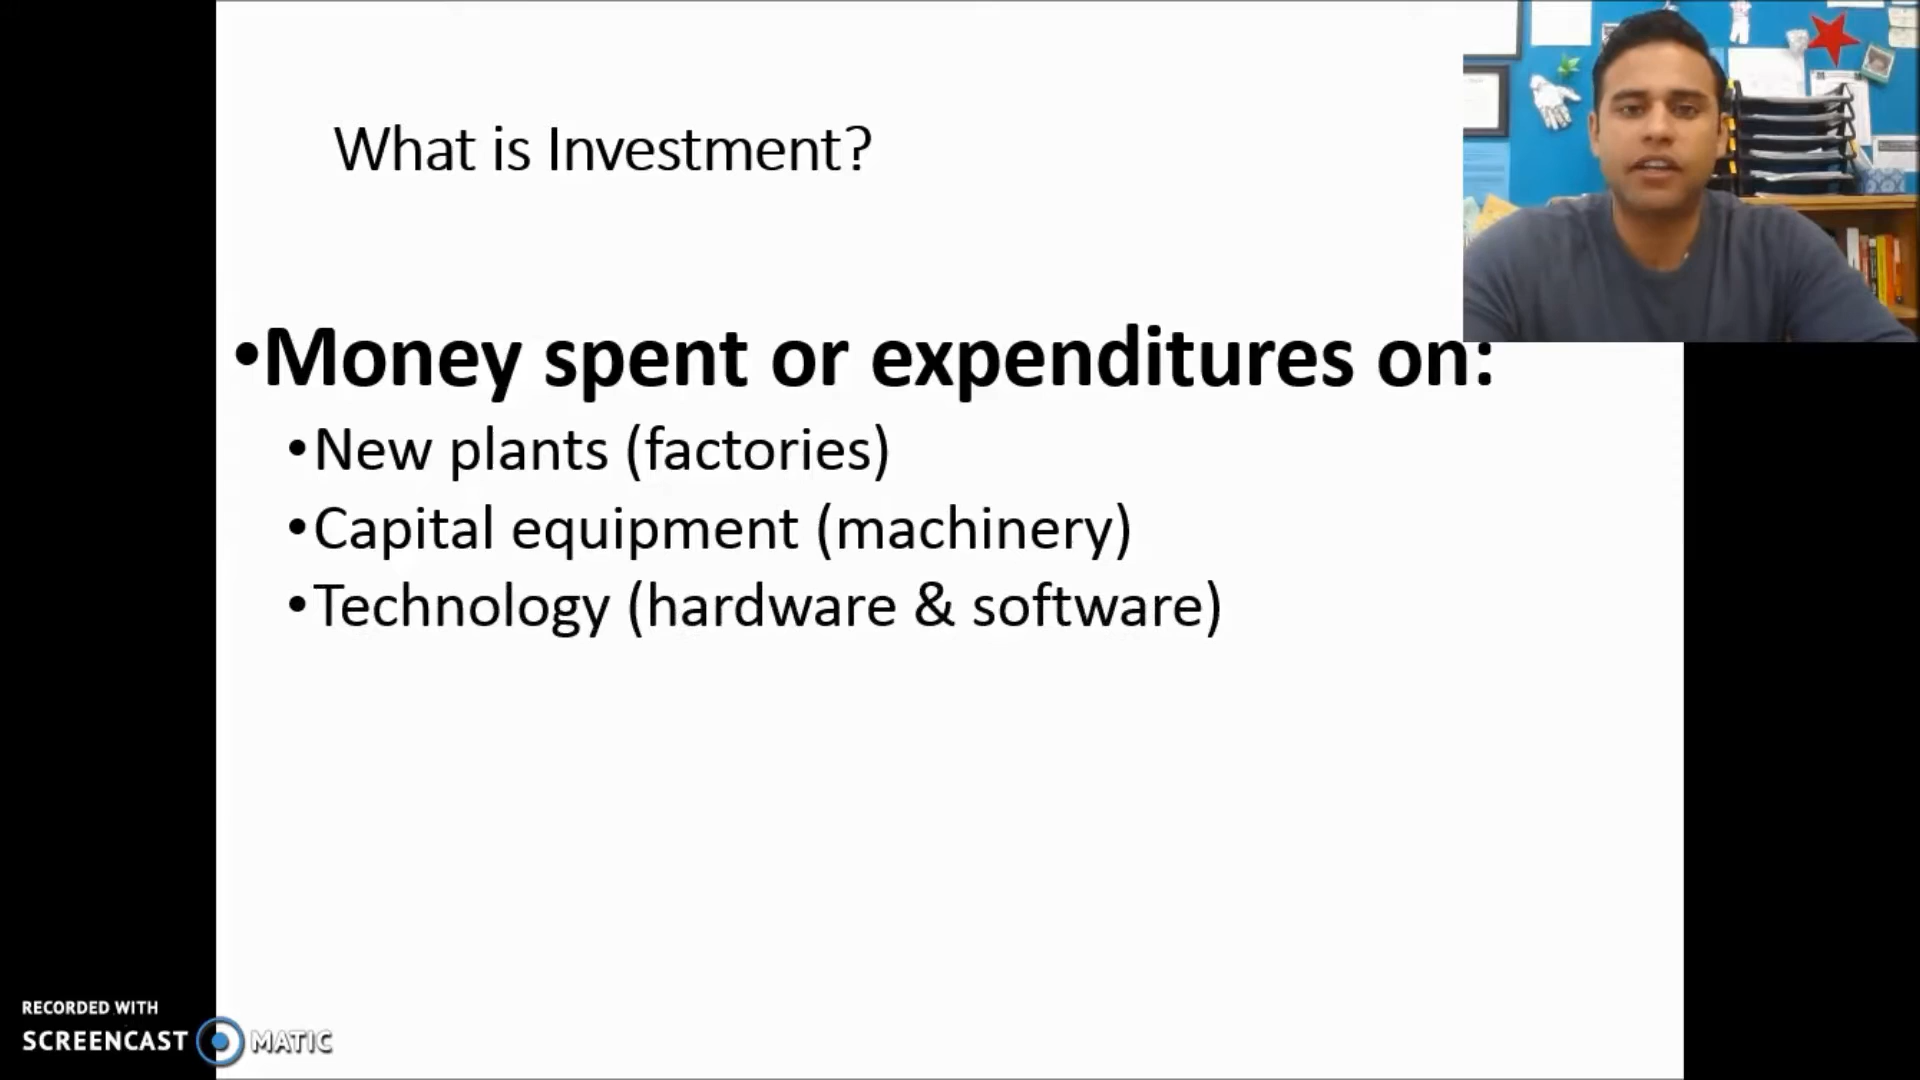 What is Investment?
•Money spent or expenditures on:
•New plants (factories)
•Capital equipment (machinery)
•Technology (hardware & software)
RECORDED WITH
SCREENCAST MATIC